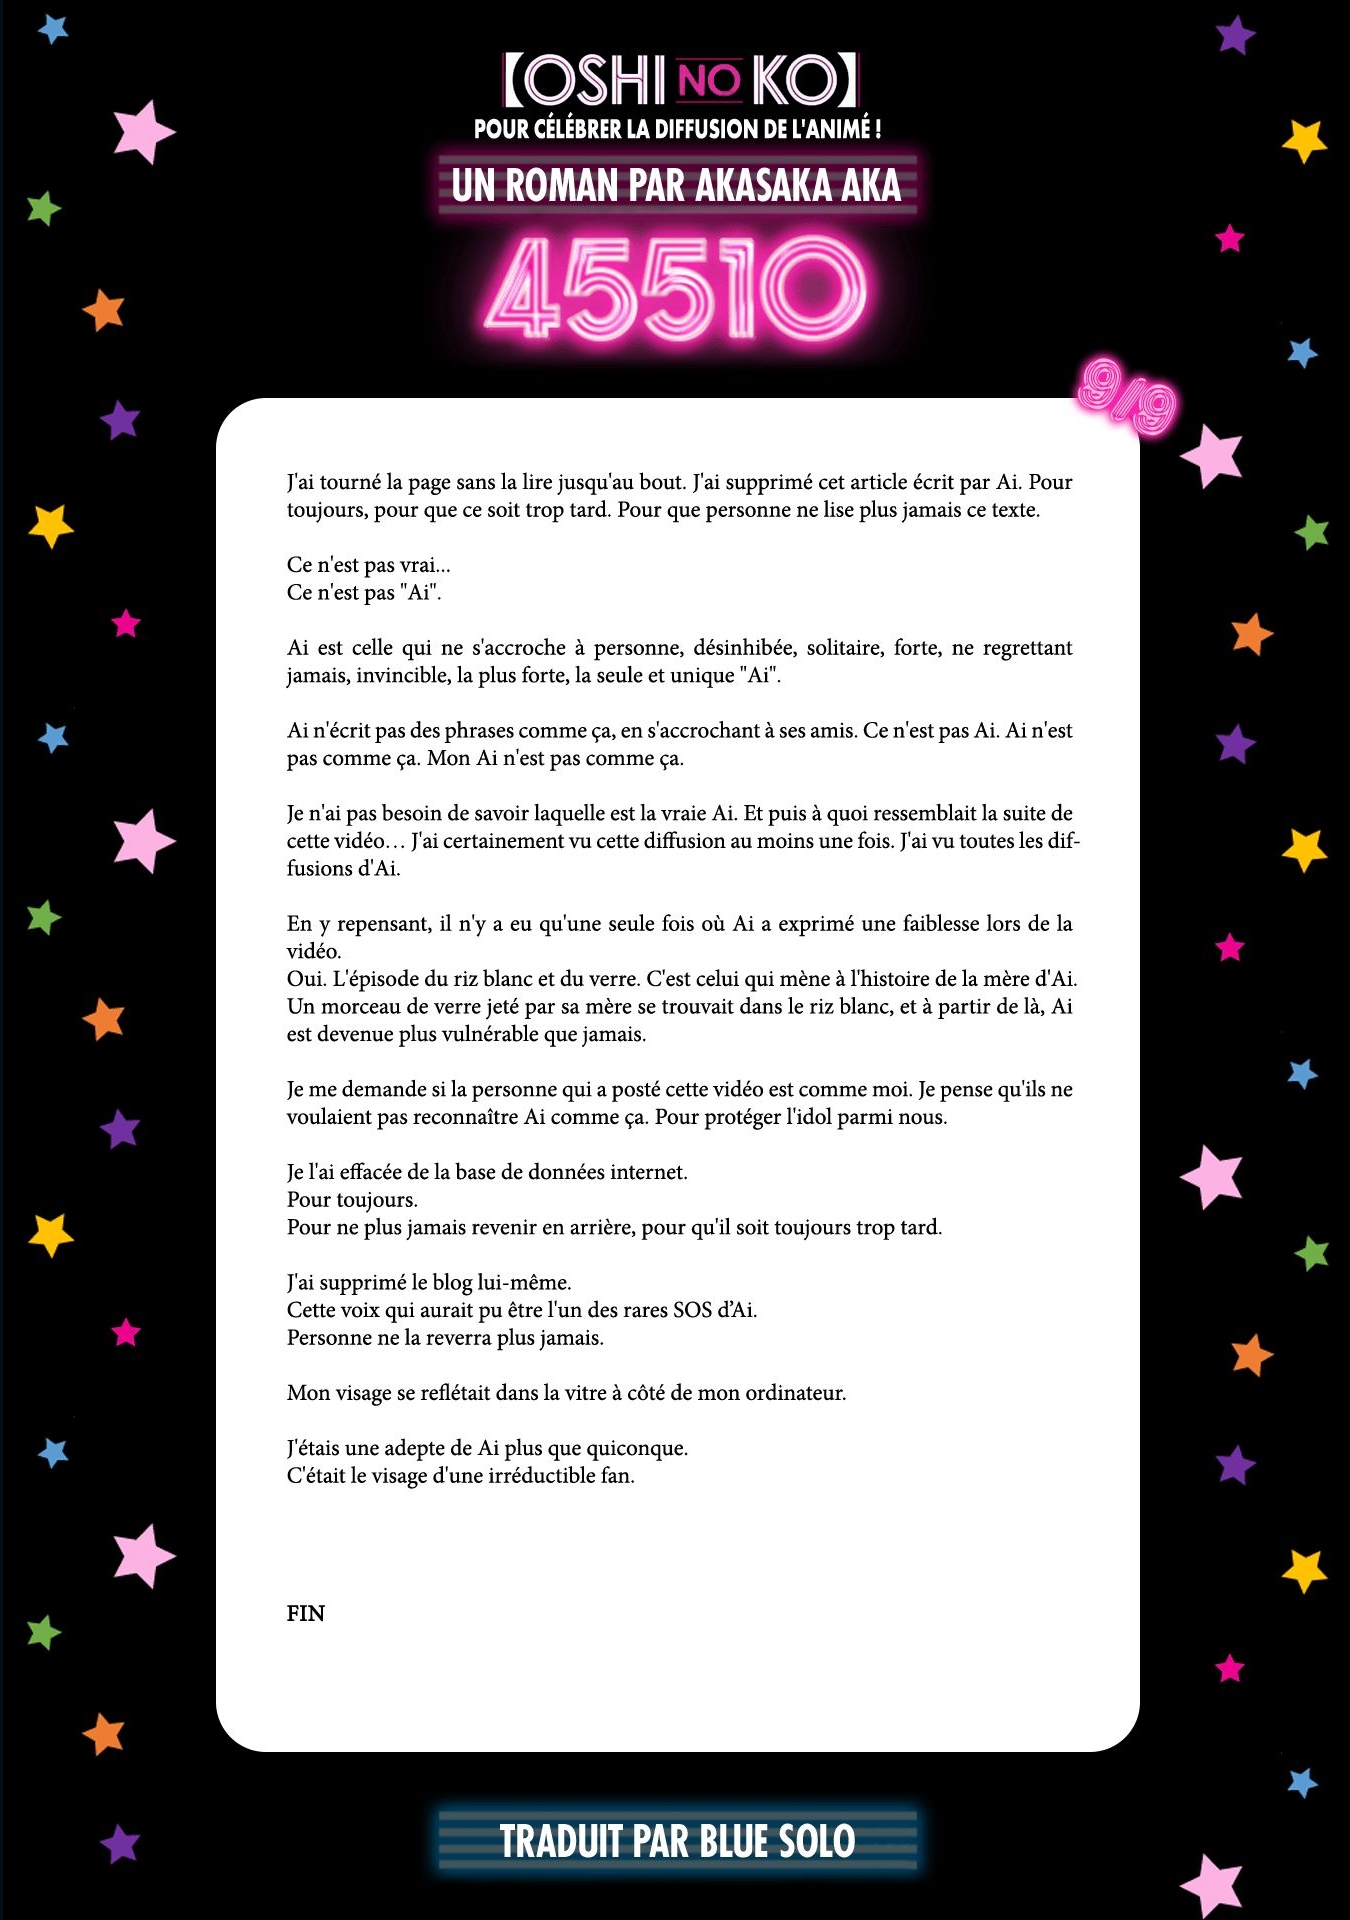 【OSHI NO KO】
POUR CÉLÉBRER LA DIFFUSION DE L'ANIMÉ !
UN ROMAN PAR AKASAKA AKA
45510
9/9
J'ai tourné la page sans la lire jusqu'au bout. J'ai supprimé cet article écrit par Ai. Pour
toujours, pour que ce soit trop tard. Pour que personne ne lise plus jamais ce texte.
Ce n'est pas vrai...
Ce n'est pas "Ai".
Ai est celle qui ne s'accroche à personne, désinhibée, solitaire, forte, ne regrettant
jamais, invincible, la plus forte, la seule et unique "Ai".
Ai n'écrit pas des phrases comme ça, en s'accrochant à ses amis. Ce n'est pas Ai. Ai n'est
pas comme ça. Mon Ai n'est pas comme ça.
Je n'ai pas besoin de savoir laquelle est la vraie Ai. Et puis à quoi ressemblait la suite de
cette vidéo… J'ai certainement vu cette diffusion au moins une fois. J'ai vu toutes les dif-
fusions d'Ai.
En y repensant, il n'y a eu qu'une seule fois où Ai a exprimé une faiblesse lors de la
vidéo.
Oui. L'épisode du riz blanc et du verre. C'est celui qui mène à l'histoire de la mère d'Ai.
Un morceau de verre jeté par sa mère se trouvait dans le riz blanc, et à partir de là, Ai
est devenue plus vulnérable que jamais.
Je me demande si la personne qui a posté cette vidéo est comme moi. Je pense qu'ils ne
voulaient pas reconnaître Ai comme ça. Pour protéger l'idol parmi nous.
Je l'ai effacée de la base de données internet.
Pour toujours.
Pour ne plus jamais revenir en arrière, pour qu'il soit toujours trop tard.
J'ai supprimé le blog lui-même.
Cette voix qui aurait pu être l'un des rares SOS d’Ai.
Personne ne la reverra plus jamais.
Mon visage se reflétait dans la vitre à côté de mon ordinateur.
J'étais une adepte de Ai plus que quiconque.
C'était le visage d'une irréductible fan.
FIN
TRADUIT PAR BLUE SOLO